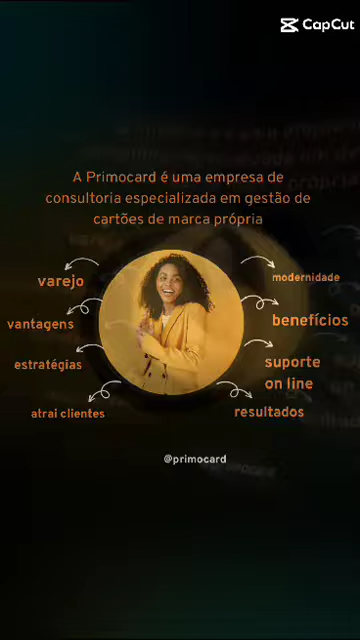 CapCut
A Primocard é uma empresa de
consultoria especializada em gestão de
cartões de marca própria
varejo
modernidade
vantagens
benefícios
estratégias
suporte
on line
atrai clientes
resultados
@primocard